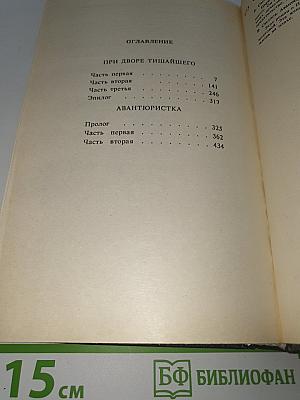 ОГЛАВЛЕНИЕ
ПРИ ДВОРЕ ТИШАЙШЕГО
Часть первая . . . . . . . . 7
Часть вторая . . . . . . . . 141
Часть третья . . . . . . . . 246
Эпилог . . . . . . . . . . 317
АВАНТЮРИСТКА
Пролог . . . . . . . . . . 325
Часть первая . . . . . . . . 362
Часть вторая . . . . . . . . 434
15 см
БФ БИБЛИОФАН